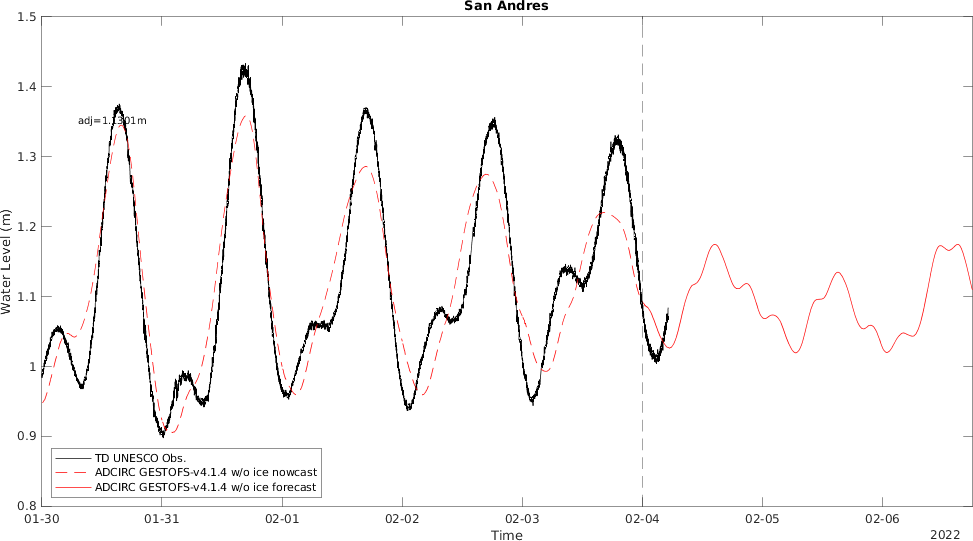 San Andres
1.5
1.4
1.3
1.2
1.1
1
0.9
0.8
Water Level (m)
adj=1.1301m
TD UNESCO Obs.
ADCIRC GESTOFS-v4.1.4 w/o ice nowcast
ADCIRC GESTOFS-v4.1.4 w/o ice forecast
01-30 01-31 02-01 02-02 02-03 02-04 02-05 02-06
Time
2022